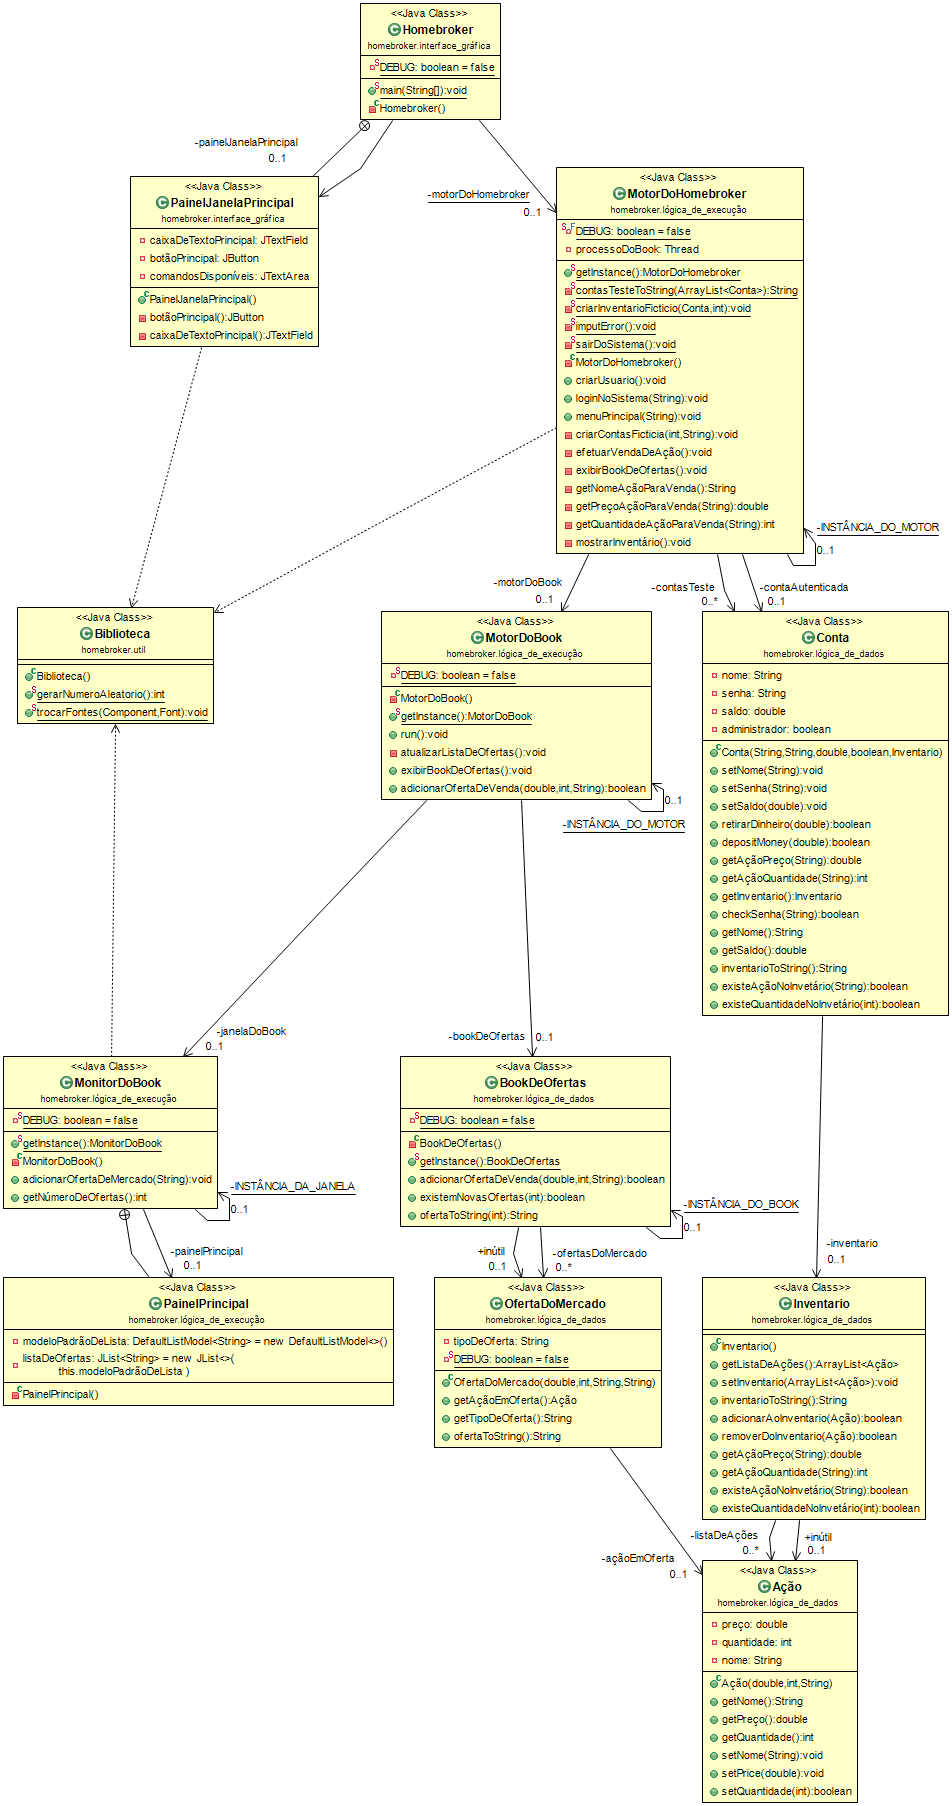 <<Java Class>>
Homebroker
homebroker.interface_gráfica
DEBUG: boolean = false
main(String[]):void
Homebroker()
-painelJanelaPrincipal
0..1
-motorDoHomebroker
0..1
<<Java Class>>
PainelJanelaPrincipal
homebroker.interface_gráfica
caixaDeTextoPrincipal: JTextField
botãoPrincipal: JButton
comandosDisponíveis: JTextArea
PainelJanelaPrincipal()
botãoPrincipal():JButton
caixaDeTextoPrincipal():JTextField
<<Java Class>>
MotorDoHomebroker
homebroker.lógica_de_execução
DEBUG: boolean = false
processoDoBook: Thread
getInstance():MotorDoHomebroker
contasTesteToString(ArrayList<Conta>):String
criarInventarioFicticio(Conta,int):void
imputError():void
sairDoSistema():void
MotorDoHomebroker()
criarUsuario():void
loginNoSistema(String):void
menuPrincipal(String):void
criarContasFicticia(int,String):void
efetuarVendaDeAção():void
exibirBookDeOfertas():void
getNomeAçãoParaVenda():String
getPreçoAçãoParaVenda(String):double
getQuantidadeAçãoParaVenda(String):int
mostrarInventário():void
-INSTÂNCIA_DO_MOTOR
0..1
-motorDoBook
0..1
-contasTeste
0..*
-contaAutenticada
0..1
<<Java Class>>
Biblioteca
homebroker.util
Biblioteca()
gerarNumeroAleatorio():int
trocarFontes(Component,Font):void
<<Java Class>>
MotorDoBook
homebroker.lógica_de_execução
DEBUG: boolean = false
MotorDoBook()
getInstance():MotorDoBook
run():void
atualizarListaDeOfertas():void
exibirBookDeOfertas():void
adicionarOfertaDeVenda(double,int,String):boolean
0..1
-INSTÂNCIA_DO_MOTOR
<<Java Class>>
Conta
homebroker.lógica_de_dados
nome: String
senha: String
saldo: double
administrador: boolean
Conta(String,String,double,boolean,Inventario)
setNome(String):void
setSenha(String):void
setSaldo(double):void
retirarDinheiro(double):boolean
depositMoney(double):boolean
getAçãoPreço(String):double
getAçãoQuantidade(String):int
getInventario():Inventario
checkSenha(String):boolean
getNome():String
getSaldo():double
inventarioToString():String
existeAçãoNoInvetário(String):boolean
existeQuantidadeNoInvetário(int):boolean
-janelaDoBook
0..1
-bookDeOfertas
0..1
<<Java Class>>
MonitorDoBook
homebroker.lógica_de_execução
DEBUG: boolean = false
getInstance():MonitorDoBook
MonitorDoBook()
adicionarOfertaDeMercado(String):void
getNúmeroDeOfertas():int
-INSTÂNCIA_DA_JANELA
0..1
<<Java Class>>
BookDeOfertas
homebroker.lógica_de_dados
DEBUG: boolean = false
BookDeOfertas()
getInstance():BookDeOfertas
adicionarOfertaDeVenda(double,int,String):boolean
existemNovasOfertas(int):boolean
ofertaToString(int):String
-INSTÂNCIA_DO_BOOK
0..1
-painelPrincipal
0..1
+inútil
0..1
-ofertasDoMercado
0..*
-inventario
0..1
<<Java Class>>
PainelPrincipal
homebroker.lógica_de_execução
modeloPadrãoDeLista: DefaultListModel<String> = new DefaultListModel<>()
listaDeOfertas: JList<String> = new JList<>(
this.modeloPadrãoDeLista )
PainelPrincipal()
<<Java Class>>
OfertaDoMercado
homebroker.lógica_de_dados
tipoDeOferta: String
DEBUG: boolean = false
OfertaDoMercado(double,int,String,String)
getAçãoEmOferta():Ação
getTipoDeOferta():String
ofertaToString():String
<<Java Class>>
Inventario
homebroker.lógica_de_dados
Inventario()
getListaDeAções():ArrayList<Ação>
setInventario(ArrayList<Ação>):void
inventarioToString():String
adicionarAoInventario(Ação):boolean
removerDoInventario(Ação):boolean
getAçãoPreço(String):double
getAçãoQuantidade(String):int
existeAçãoNoInvetário(String):boolean
existeQuantidadeNoInvetário(int):boolean
-listaDeAções
0..*
+inútil
0..1
-açãoEmOferta
0..1
<<Java Class>>
Ação
homebroker.lógica_de_dados
preço: double
quantidade: int
nome: String
Ação(double,int,String)
getNome():String
getPreço():double
getQuantidade():int
setNome(String):void
setPrice(double):void
setQuantidade(int):boolean